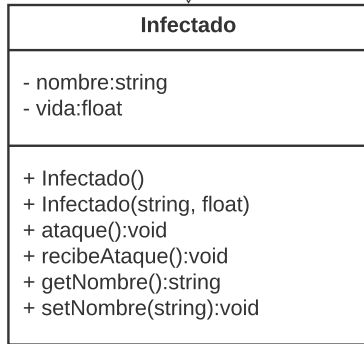 Infectado
- nombre:string
- vida:float
+ Infectado()
+ Infectado(string, float)
+ ataque():void
+ recibeAtaque():void
+ getNombre():string
+ setNombre(string):void